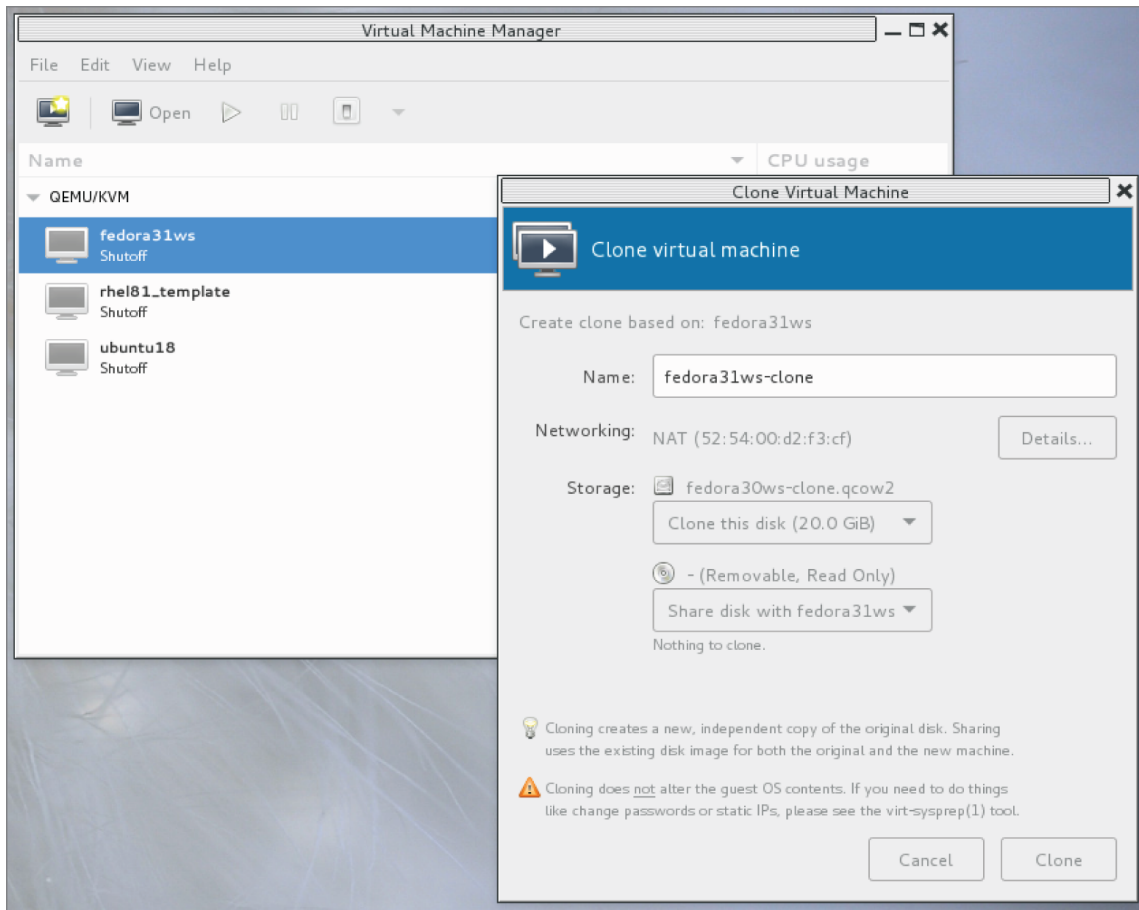 Virtual Machine Manager
File Edit View Help
Open
Name CPU usage
QEMU/KVM
fedora31ws
Shutoff
rhel81_template
Shutoff
ubuntu18
Shutoff
Clone Virtual Machine
Clone virtual machine
Create clone based on: fedora31ws
Name: fedora31ws-clone
Networking: NAT (52:54:00:d2:f3:cf) Details...
Storage: fedora30ws-clone.qcow2
Clone this disk (20.0 GiB)
- (Removable, Read Only)
Share disk with fedora31ws
Nothing to clone.
Cloning creates a new, independent copy of the original disk. Sharing
uses the existing disk image for both the original and the new machine.
Cloning does not alter the guest OS contents. If you need to do things
like change passwords or static IPs, please see the virt-sysprep(1) tool.
Cancel Clone